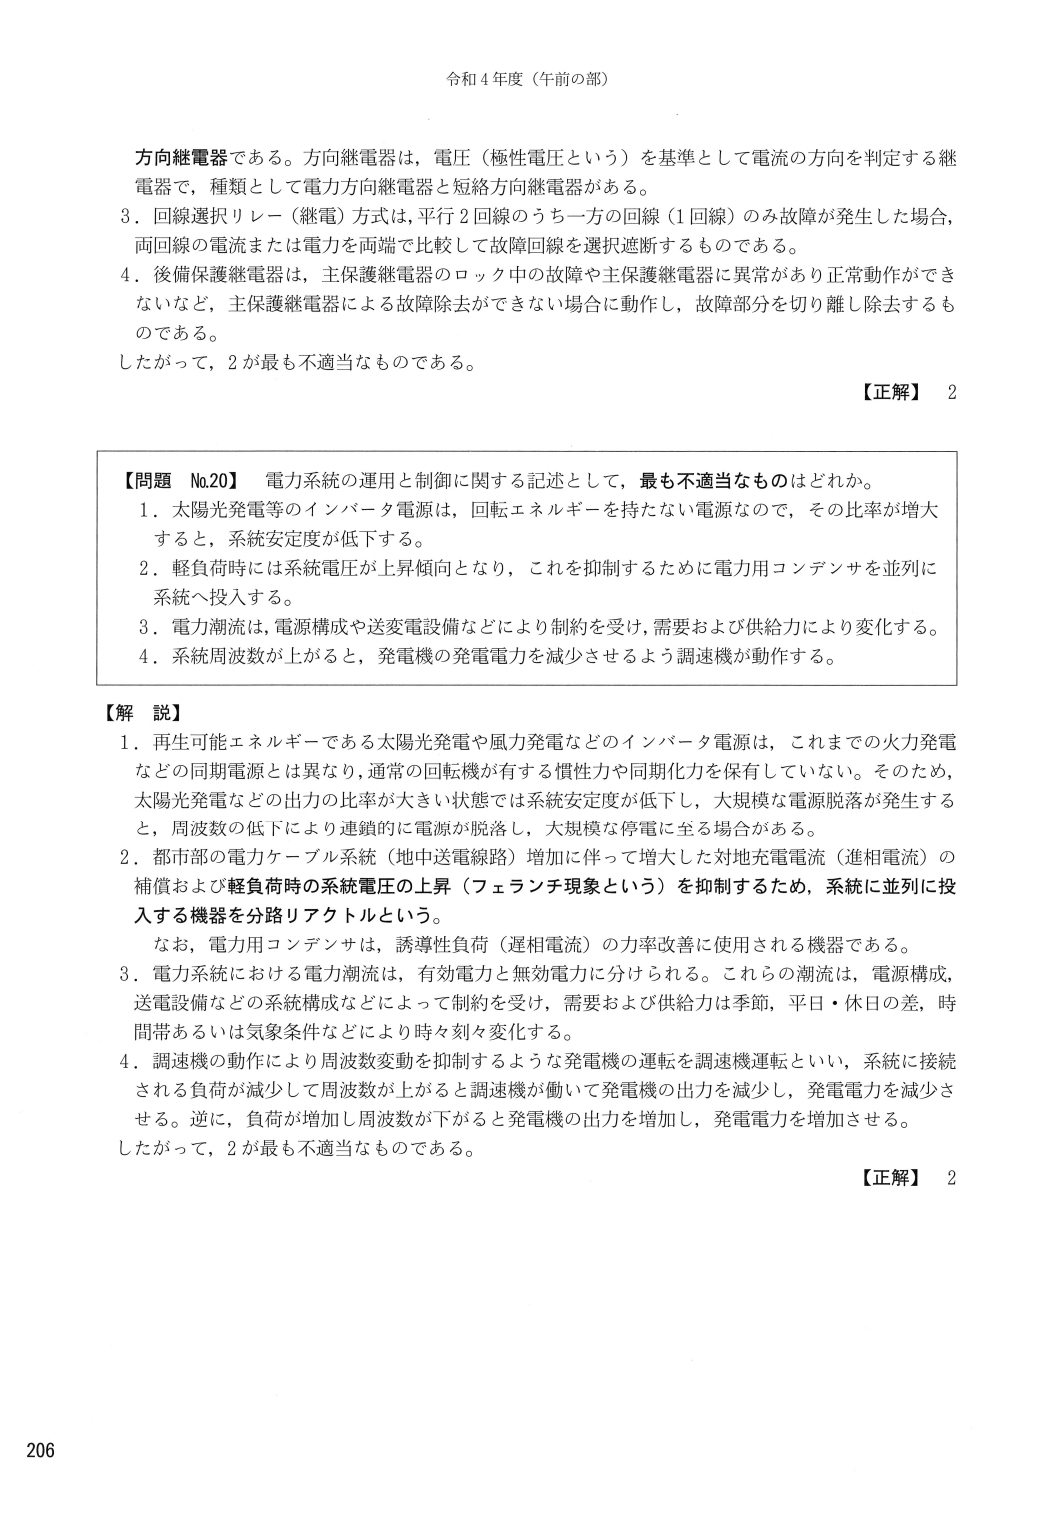 令和4年度（午前の部）
方向継電器である。方向継電器は，電圧（極性電圧という）を基準として電流の方向を判定する継
電器で，種類として電力方向継電器と短絡方向継電器がある。
3．回線選択リレー（継電）方式は，平行2回線のうち一方の回線（1回線）のみ故障が発生した場合，
両回線の電流または電力を両端で比較して故障回線を選択遮断するものである。
4．後備保護継電器は，主保護継電器のロック中の故障や主保護継電器に異常があり正常動作ができ
ないなど，主保護継電器による故障除去ができない場合に動作し，故障部分を切り離し除去するも
のである。
したがって，2が最も不適当なものである。
【正解】 2
【問題 No.20】 電力系統の運用と制御に関する記述として，最も不適当なものはどれか。
1．太陽光発電等のインバータ電源は，回転エネルギーを持たない電源なので，その比率が増大
すると，系統安定度が低下する。
2．軽負荷時には系統電圧が上昇傾向となり，これを抑制するために電力用コンデンサを並列に
系統へ投入する。
3．電力潮流は，電源構成や送変電設備などにより制約を受け，需要および供給力により変化する。
4．系統周波数が上がると，発電機の発電電力を減少させるよう調速機が動作する。
【解 説】
1．再生可能エネルギーである太陽光発電や風力発電などのインバータ電源は，これまでの火力発電
などの同期電源とは異なり，通常の回転機が有する慣性力や同期化力を保有していない。そのため，
太陽光発電などの出力の比率が大きい状態では系統安定度が低下し，大規模な電源脱落が発生する
と，周波数の低下により連鎖的に電源が脱落し，大規模な停電に至る場合がある。
2．都市部の電力ケーブル系統（地中送電線路）増加に伴って増大した対地充電電流（進相電流）の
補償および軽負荷時の系統電圧の上昇（フェランチ現象という）を抑制するため，系統に並列に投
入する機器を分路リアクトルという。
なお，電力用コンデンサは，誘導性負荷（遅相電流）の力率改善に使用される機器である。
3．電力系統における電力潮流は，有効電力と無効電力に分けられる。これらの潮流は，電源構成，
送電設備などの系統構成などによって制約を受け，需要および供給力は季節，平日・休日の差，時
間帯あるいは気象条件などにより時々刻々変化する。
4．調速機の動作により周波数変動を抑制するような発電機の運転を調速機運転といい，系統に接続
される負荷が減少して周波数が上がると調速機が働いて発電機の出力を減少し，発電電力を減少さ
せる。逆に，負荷が増加し周波数が下がると発電機の出力を増加し，発電電力を増加させる。
したがって，2が最も不適当なものである。
【正解】 2
206